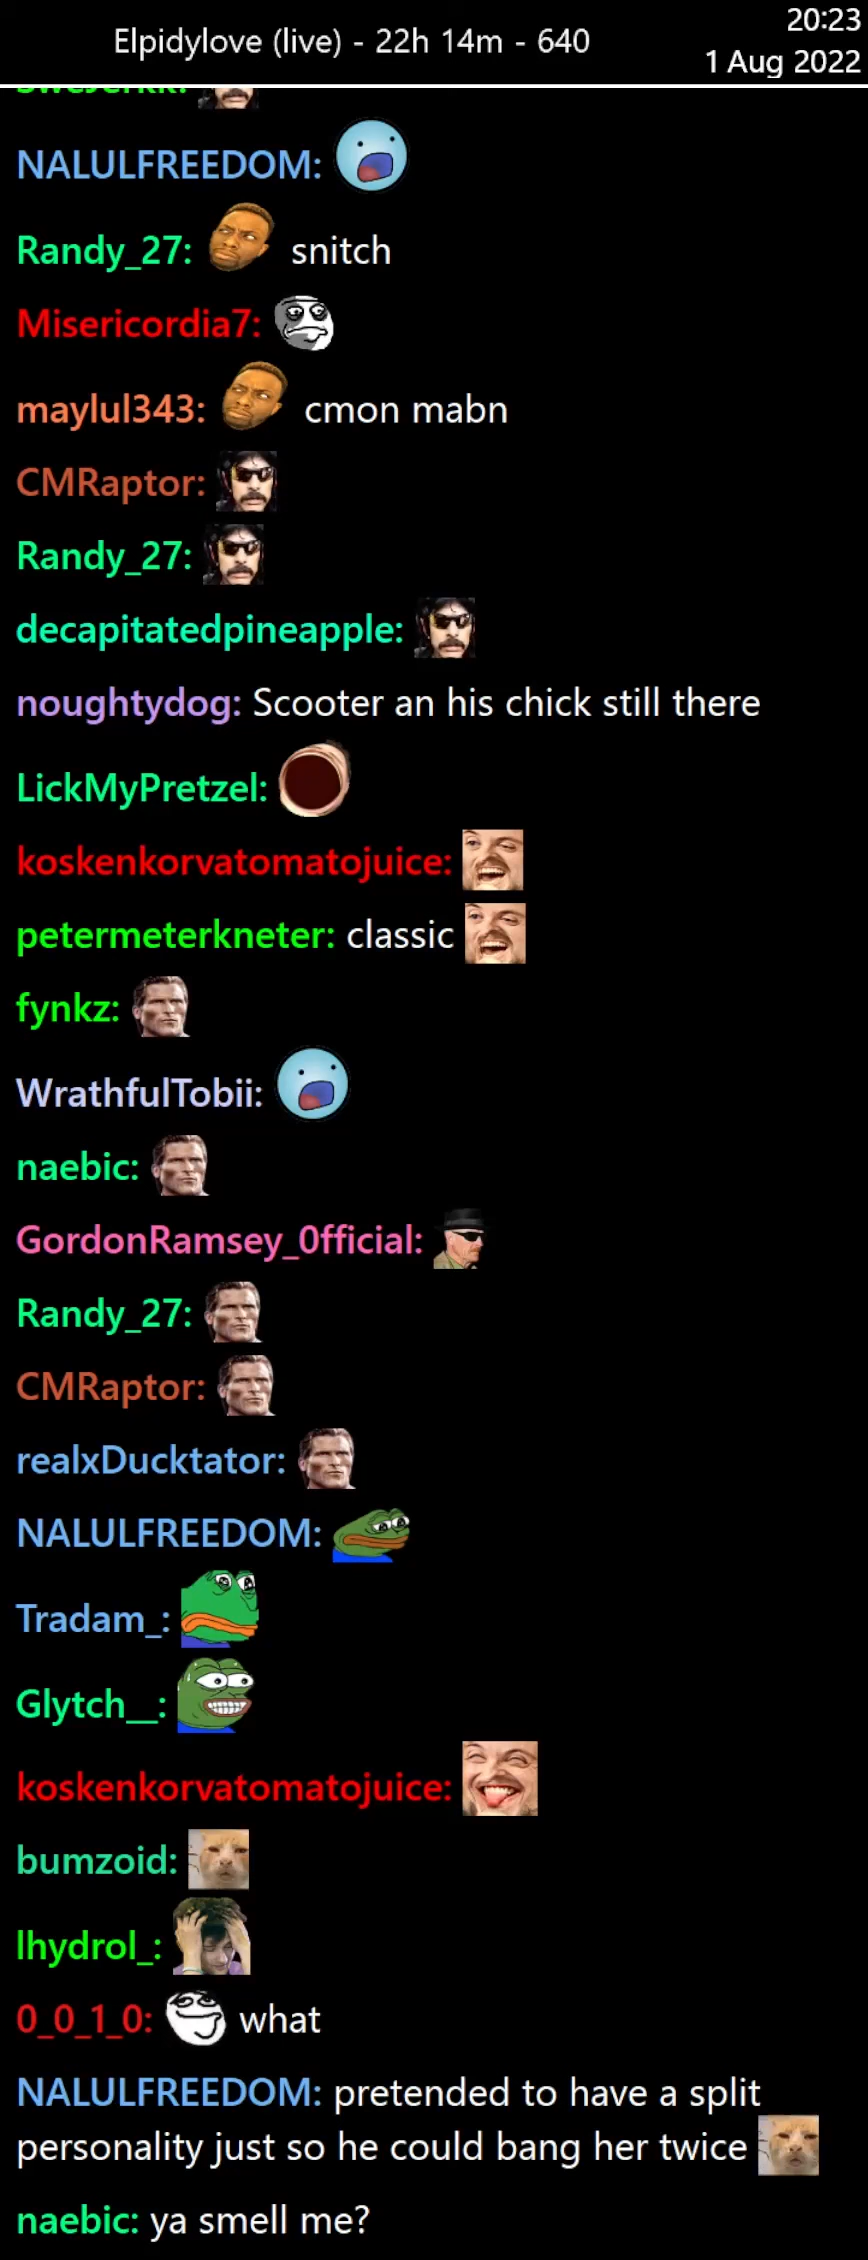 Elpidylove (live) - 22h 14m - 640
20:23
1 Aug 2022
NALULFREEDOM:
Randy_27: snitch
Misericordia7:
maylul343: cmon mabn
CMRaptor:
Randy_27:
decapitatedpineapple:
noughtydog: Scooter an his chick still there
LickMyPretzel:
koskenkorvatomatojuice:
petermeterkneter: classic
fynkz:
WrathfulTobii:
naebic:
GordonRamsey_0fficial:
Randy_27:
CMRaptor:
realxDucktator:
NALULFREEDOM:
Tradam_:
Glytch__:
koskenkorvatomatojuice:
bumzoid:
lhydrol_:
0_0_1_0: what
NALULFREEDOM: pretended to have a split
personality just so he could bang her twice
naebic: ya smell me?